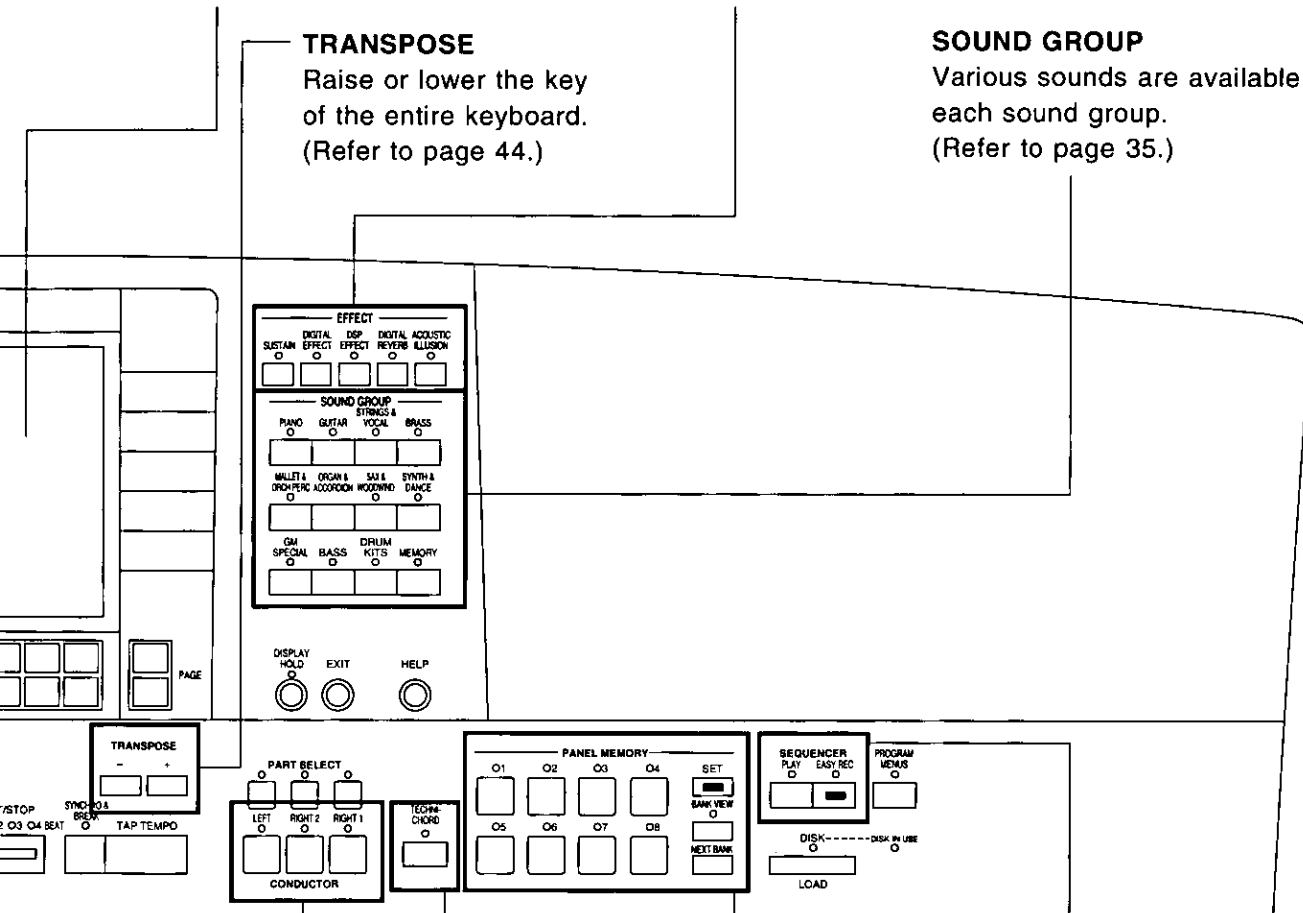 TRANSPOSE
Raise or lower the key
of the entire keyboard.
(Refer to page 44.)
SOUND GROUP
Various sounds are available
each sound group.
(Refer to page 35.)
EFFECT
SUSTAIN DIGITAL EFFECT DSP EFFECT DIGITAL REVERB ACOUSTIC ILLUSION
SOUND GROUP
PIANO GUITAR STRINGS & VOCAL BRASS
MALLET & ORCH PERC ORGAN & ACCORDION SAX & WOODWIND SYNTH & DANCE
GM SPECIAL BASS DRUM KITS MEMORY
DISPLAY HOLD EXIT HELP
PAGE
TRANSPOSE
- +
PART SELECT
PANEL MEMORY
1 2 3 4 SET
BANK VIEW
5 6 7 8
NEXT BANK
SEQUENCER
PLAY EASY REC
PROGRAM MENUS
T/STOP
2 3 4 BEAT
SYNCHRO & BREAK
TAP TEMPO
LEFT RIGHT 2 RIGHT 1
CONDUCTOR
TECHNI-
CHORD
DISK DISK IN USE
LOAD